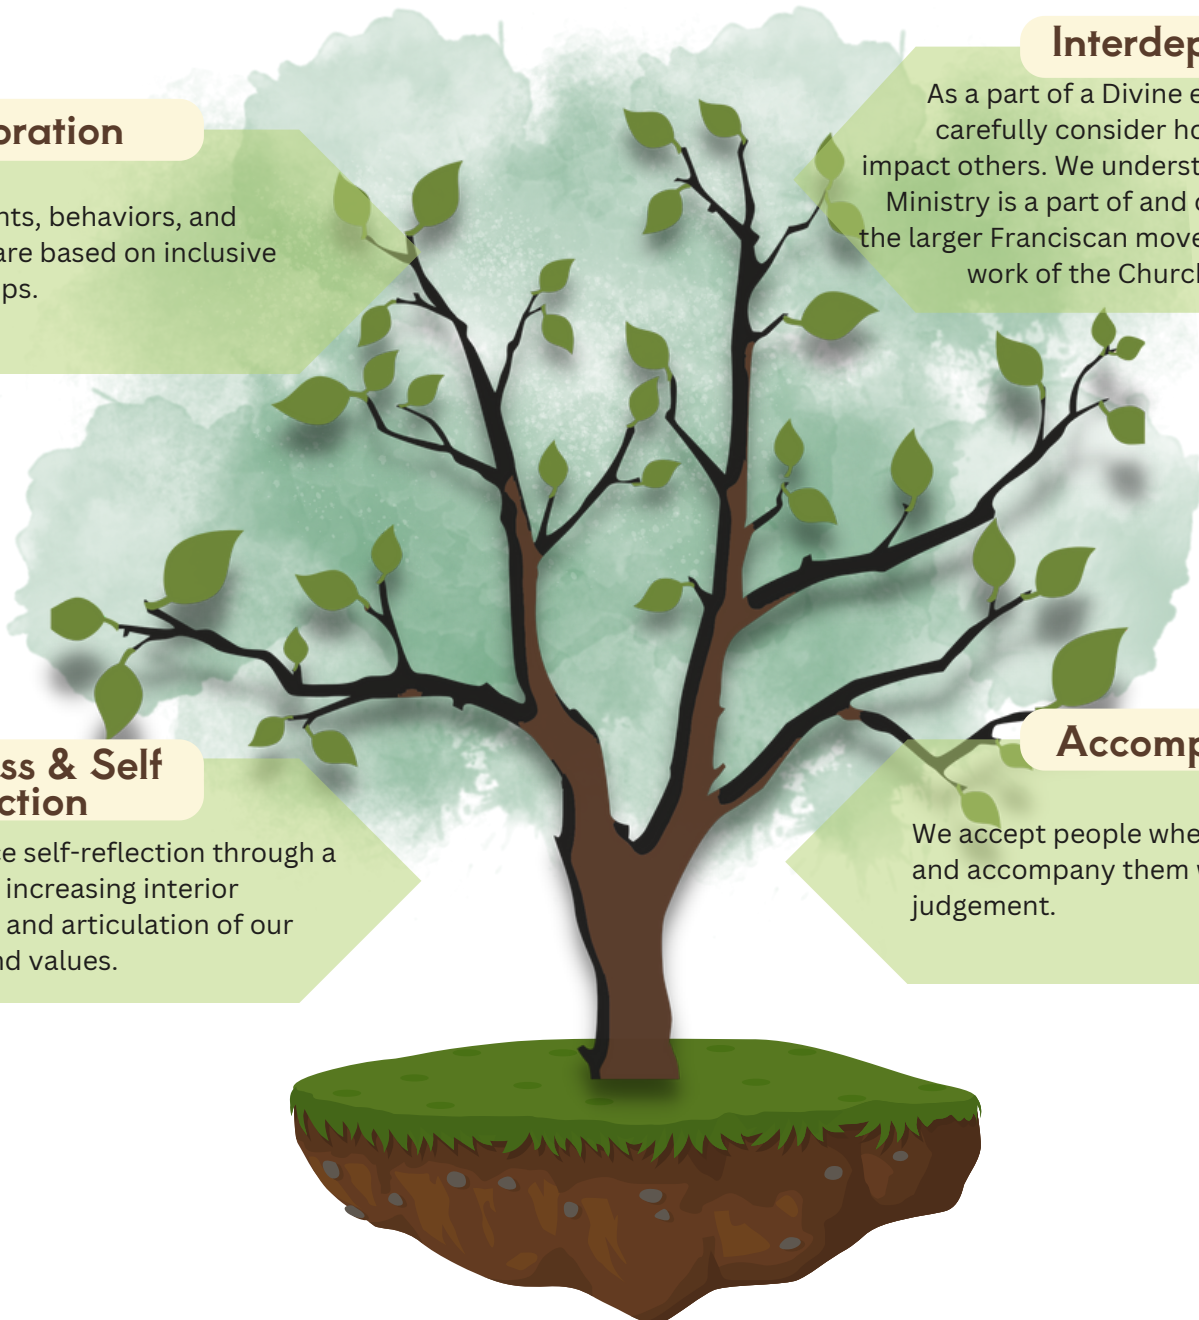 oration
nts, behaviors, and
are based on inclusive
ps.
Interdep
As a part of a Divine e
carefully consider ho
impact others. We underst
Ministry is a part of and
the larger Franciscan move
work of the Church
ss & Self
ction
ce self-reflection through a
increasing interior
and articulation of our
nd values.
Accomp
We accept people whe
and accompany them
judgement.